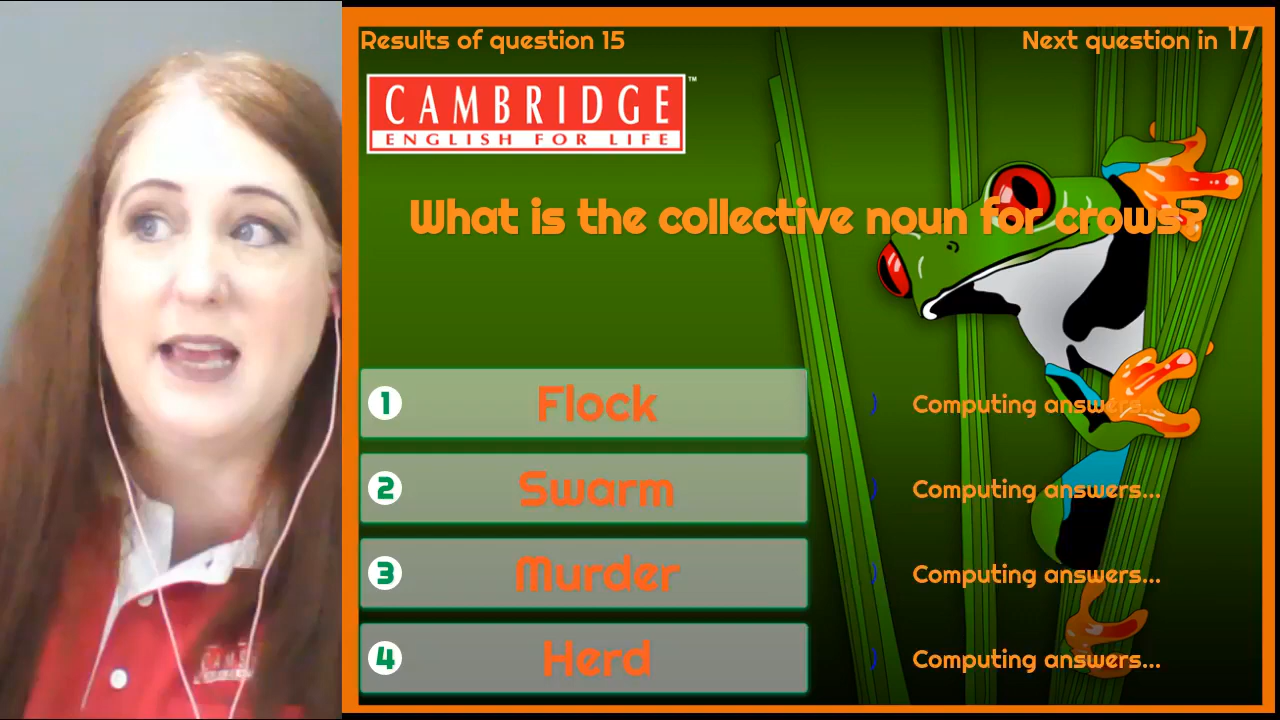 Results of question 15
Next question in 17
CAMBRIDGE™
ENGLISH FOR LIFE
What is the collective noun for crows?
1 Flock
) Computing answers...
2 Swarm
) Computing answers...
3 Murder
) Computing answers...
4 Herd
) Computing answers...